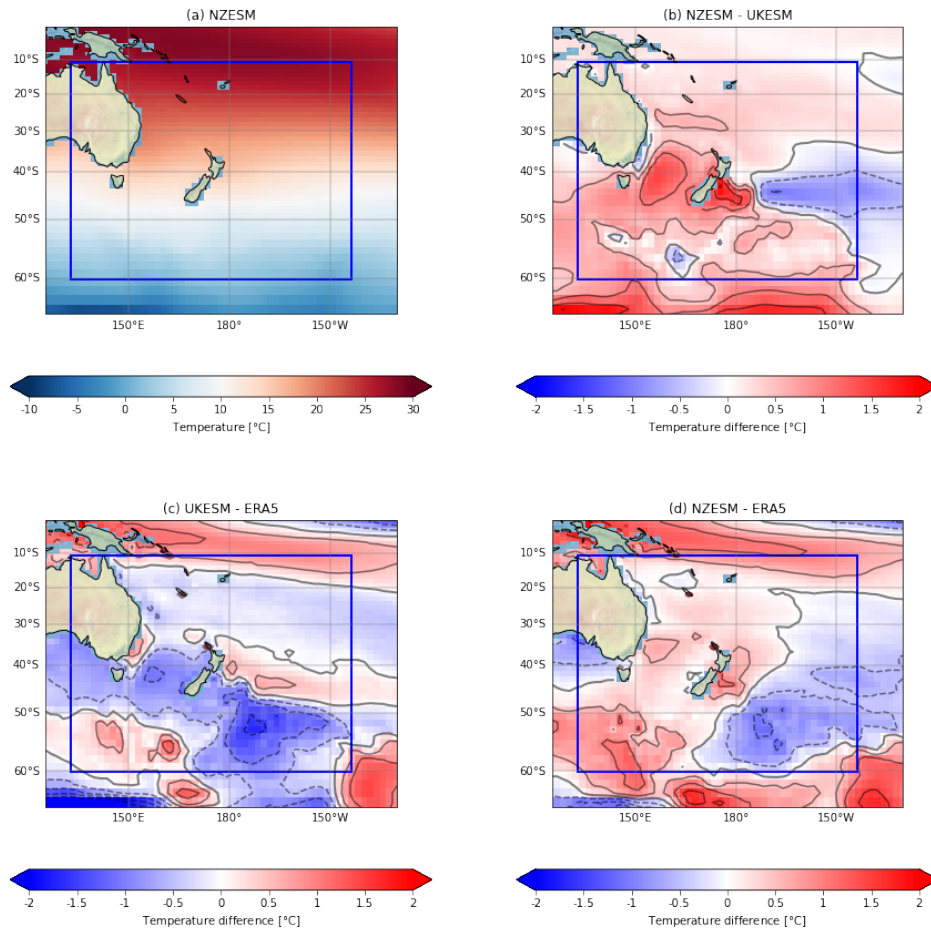 (a) NZESM
(b) NZESM - UKESM
10°S
20°S
30°S
40°S
50°S
60°S
150°E 180° 150°W
10°S
20°S
30°S
40°S
50°S
60°S
150°E 180° 150°W
-10 -5 0 5 10 15 20 25 30
Temperature [°C]
-2 -1.5 -1 -0.5 0 0.5 1 1.5 2
Temperature difference [°C]
(c) UKESM - ERA5
(d) NZESM - ERA5
10°S
20°S
30°S
40°S
50°S
60°S
150°E 180° 150°W
10°S
20°S
30°S
40°S
50°S
60°S
150°E 180° 150°W
-2 -1.5 -1 -0.5 0 0.5 1 1.5 2
Temperature difference [°C]
-2 -1.5 -1 -0.5 0 0.5 1 1.5 2
Temperature difference [°C]